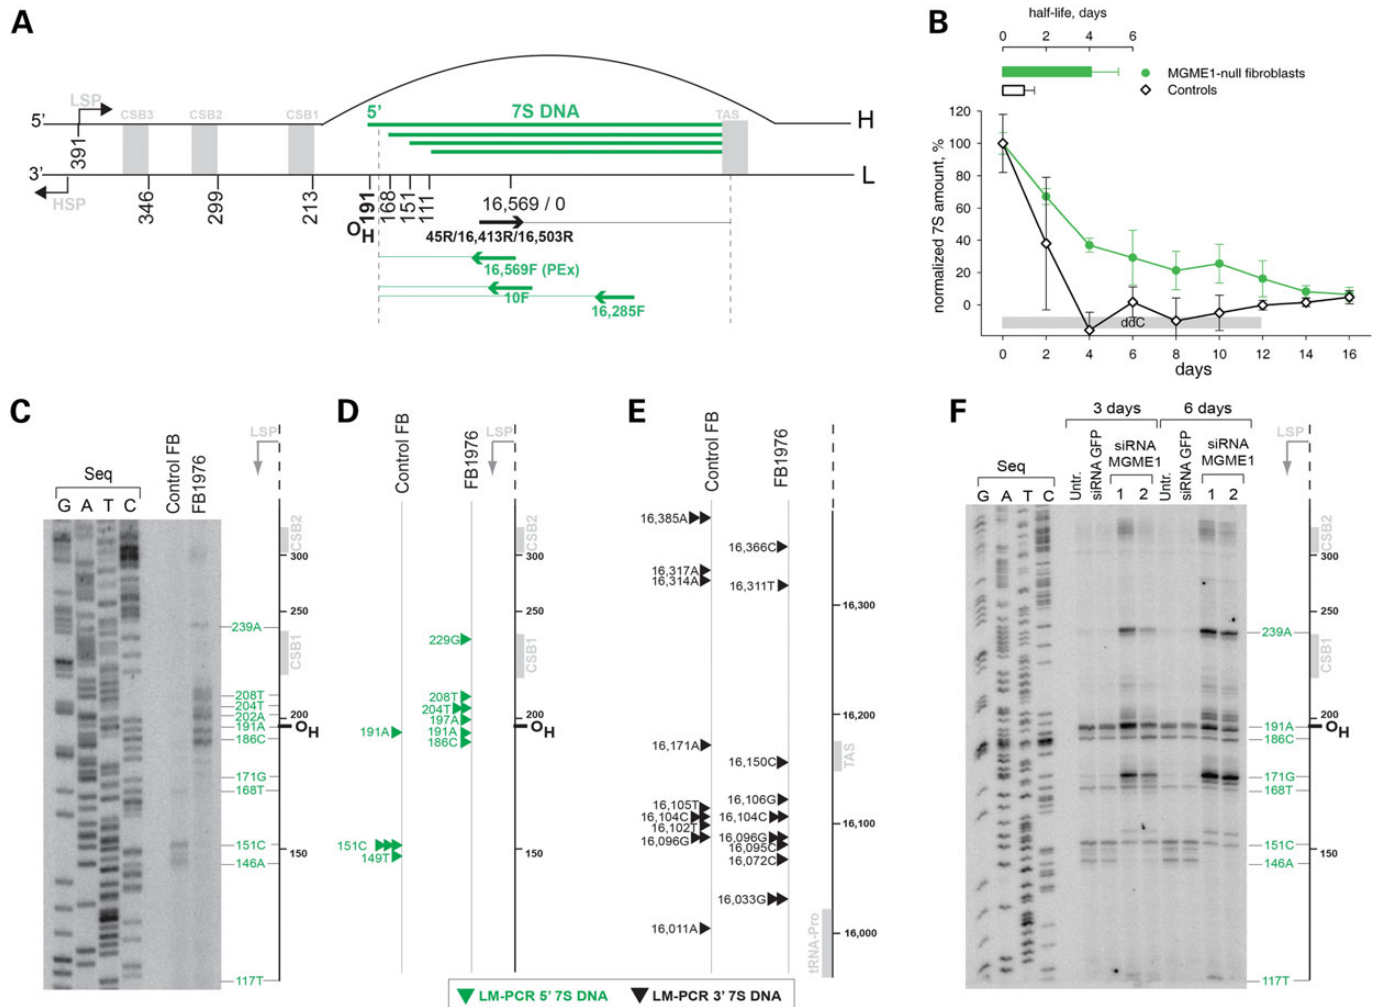 A
LSP
5'
CSB3
CSB2
CSB1
5'
7S DNA
TAS
H
391
3'
L
HSP
346
299
213
OH
191
168
151
111
16,569 / 0
45R/16,413R/16,503R
16,569F (PEx)
10F
16,285F
B
half-life, days
0 2 4 6
MGME1-null fibroblasts
Controls
normalized 7S amount, %
120
100
80
60
40
20
0
ddC
0 2 4 6 8 10 12 14 16
days
C
Seq
G A T C
Control FB
FB1976
LSP
CSB2
300
250
239A
CSB1
208T
204T
202A
200
191A
OH
186C
171G
168T
151C
150
146A
117T
D
Control FB
FB1976
LSP
CSB2
300
250
229G
CSB1
208T
204T
197A
200
191A
191A
OH
186C
151C
150
149T
E
Control FB
FB1976
16,385A
16,366C
16,317A
16,314A
16,311T
16,300
16,200
16,171A
TAS
16,150C
16,106G
16,105T
16,104C
16,104C
16,102T
16,100
16,096G
16,096G
16,095C
16,072C
16,033G
16,011A
16,000
tRNA-Pro
F
3 days
6 days
Seq
G A T C
Untr.
siRNA GFP
siRNA
MGME1
1 2
Untr.
siRNA GFP
siRNA
MGME1
1 2
LSP
CSB2
300
250
239A
CSB1
200
191A
OH
186C
171G
168T
151C
150
146A
117T
LM-PCR 5' 7S DNA
LM-PCR 3' 7S DNA